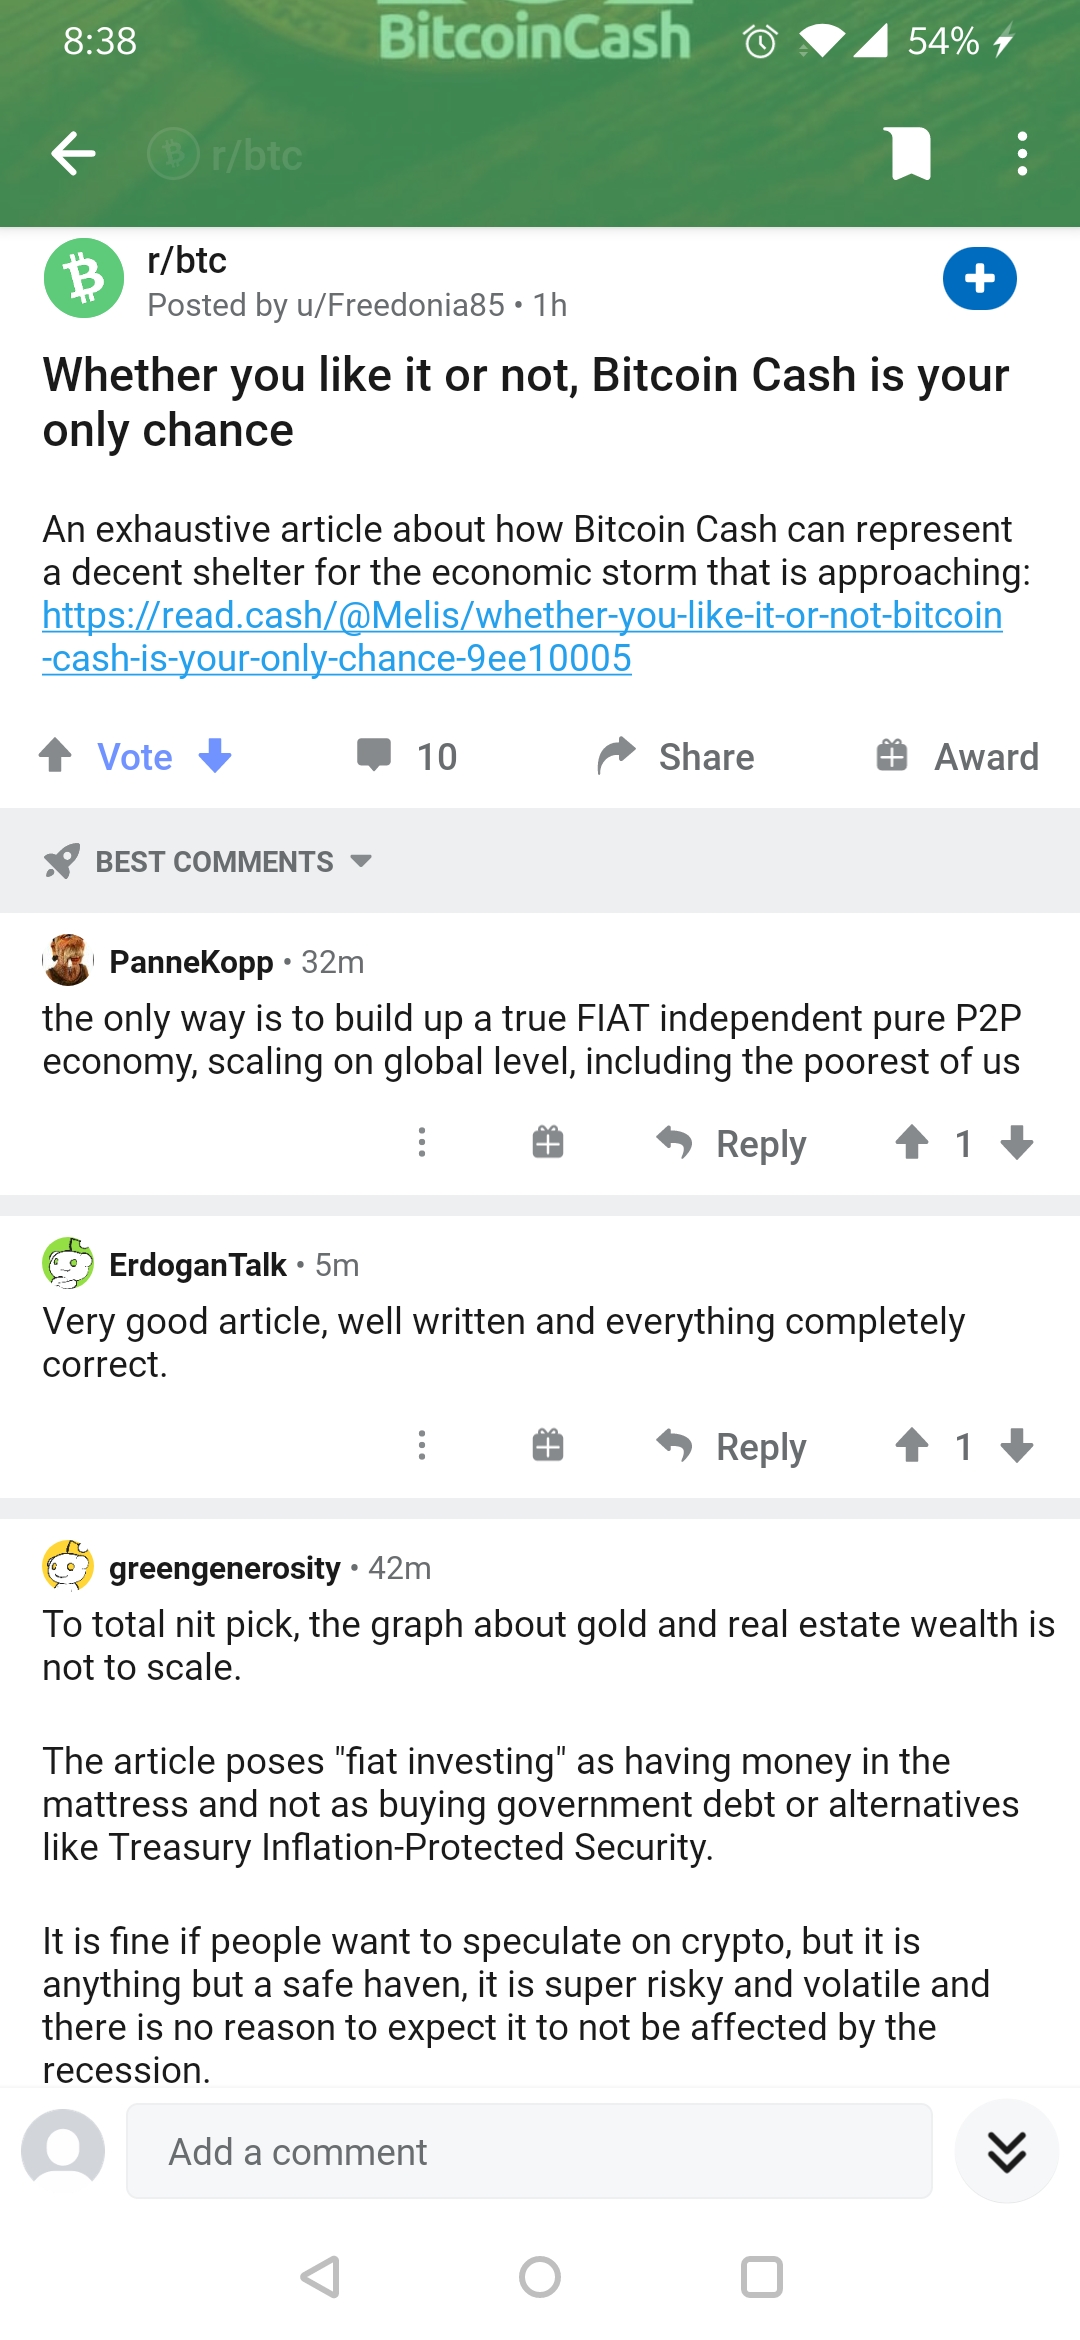 BitcoinCash
8:38
54%
r/btc
r/btc
Posted by u/Freedonia85 • 1h
Whether you like it or not, Bitcoin Cash is your
only chance
An exhaustive article about how Bitcoin Cash can represent
a decent shelter for the economic storm that is approaching:
https://read.cash/@Melis/whether-you-like-it-or-not-bitcoin
-cash-is-your-only-chance-9ee10005
Vote
10
Share
Award
BEST COMMENTS
PanneKopp • 32m
the only way is to build up a true FIAT independent pure P2P
economy, scaling on global level, including the poorest of us
Reply
1
ErdoganTalk • 5m
Very good article, well written and everything completely
correct.
Reply
1
greengenerosity • 42m
To total nit pick, the graph about gold and real estate wealth is
not to scale.
The article poses "fiat investing" as having money in the
mattress and not as buying government debt or alternatives
like Treasury Inflation-Protected Security.
It is fine if people want to speculate on crypto, but it is
anything but a safe haven, it is super risky and volatile and
there is no reason to expect it to not be affected by the
recession.
Add a comment